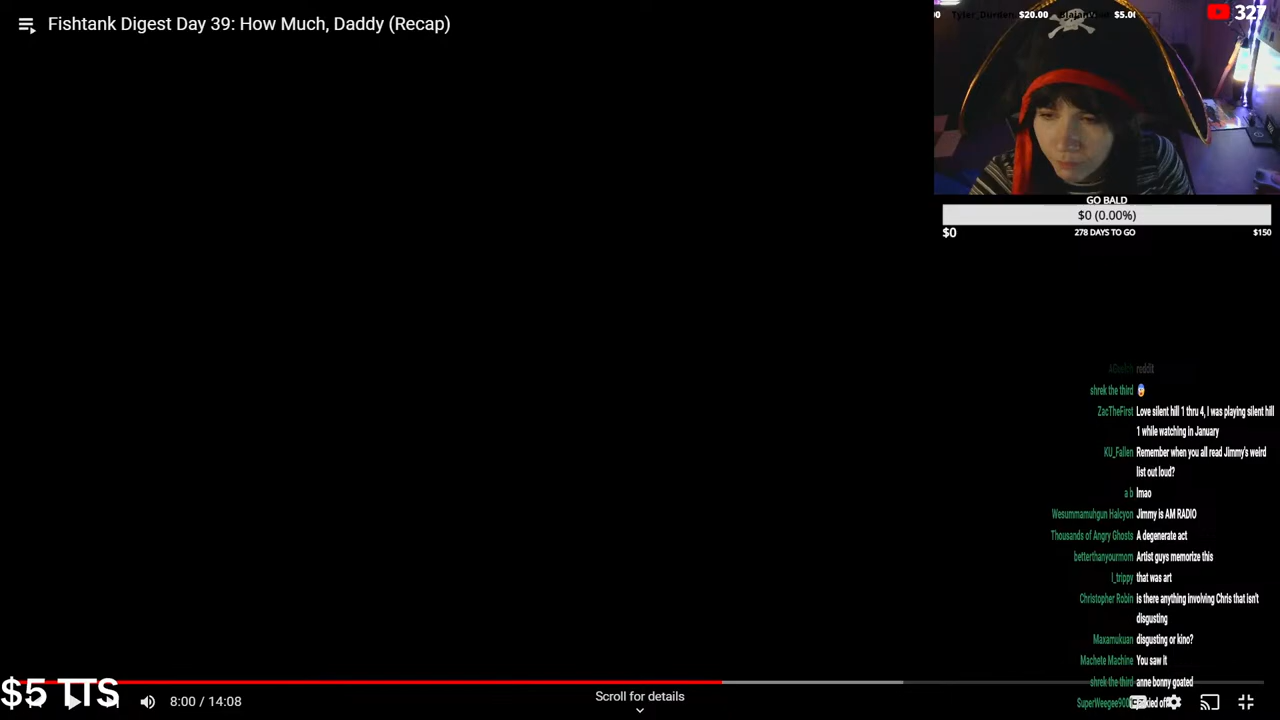 Fishtank Digest Day 39: How Much, Daddy (Recap)
$20.00
$5.00
327
GO BALD
$0 (0.00%)
$0
278 DAYS TO GO
$150
reddit
shrek the third
ZacTheFirst Love silent hill 1 thru 4, I was playing silent hill
1 while watching in January
KU_Fallen Remember when you all read Jimmy's weird
list out loud?
a b lmao
Wesummamuhgun Halcyon Jimmy is AM RADIO
Thousands of Angry Ghosts A degenerate act
betterthanyourmom Artist guys memorize this
I_trippy that was art
Christopher Robin is there anything involving Chris that isn't
disgusting
Maxamukuan disgusting or kino?
Machete Machine You saw it
shrek the third anne bonny goated
$5 TTS
8:00 / 14:08
Scroll for details